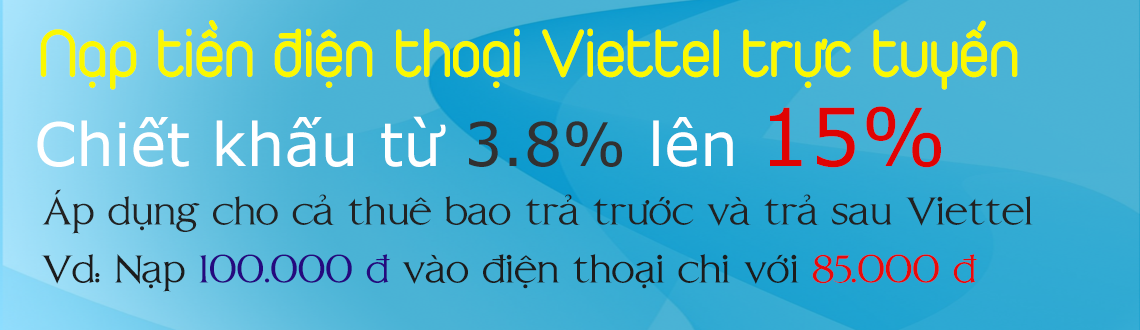 Nạp tiền điện thoại Viettel trực tuyến
Chiết khấu từ 3.8% lên 15%
Áp dụng cho cả thuê bao trả trước và trả sau Viettel
Vd: Nạp 100.000 đ vào điện thoại chi với 85.000 đ